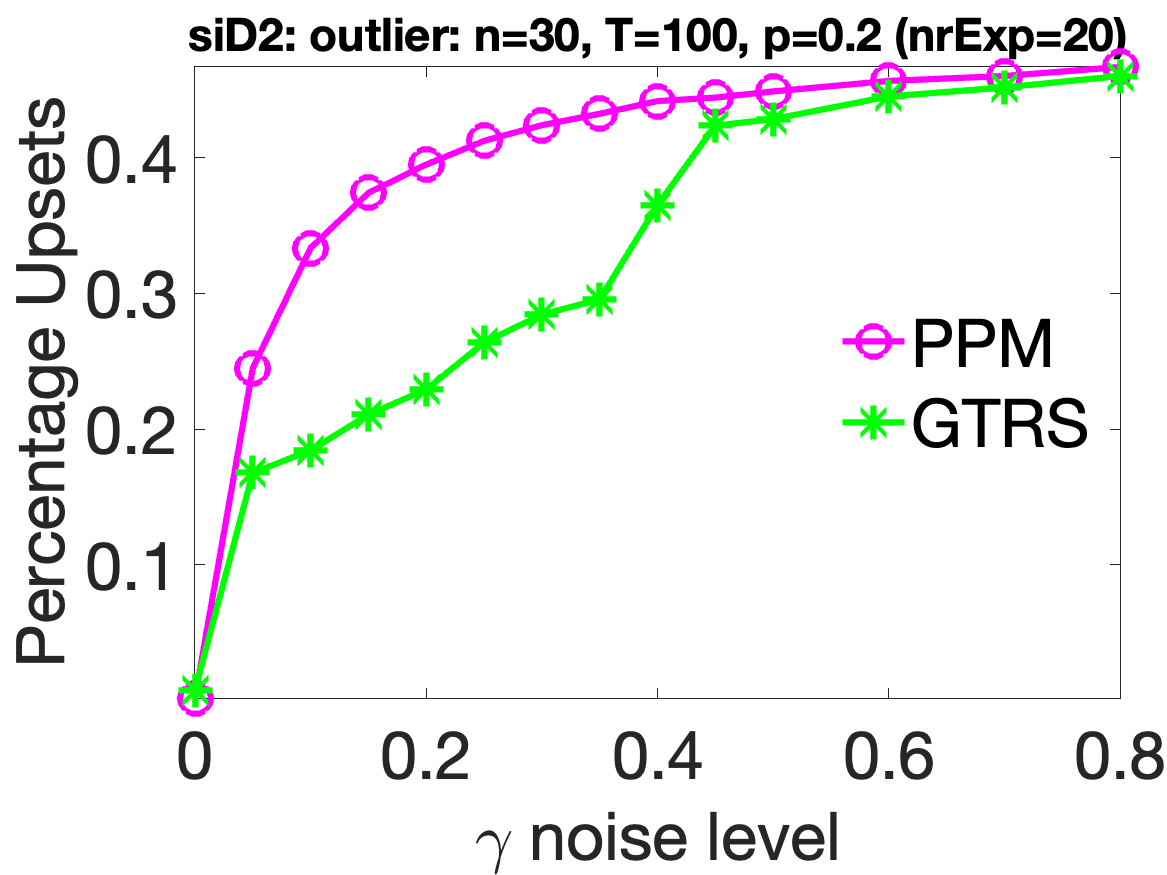 siD2: outlier: n=30, T=100, p=0.2 (nrExp=20)
Percentage Upsets
0.4
0.3
0.2
0.1
PPM
GTRS
0 0.2 0.4 0.6 0.8
γ noise level